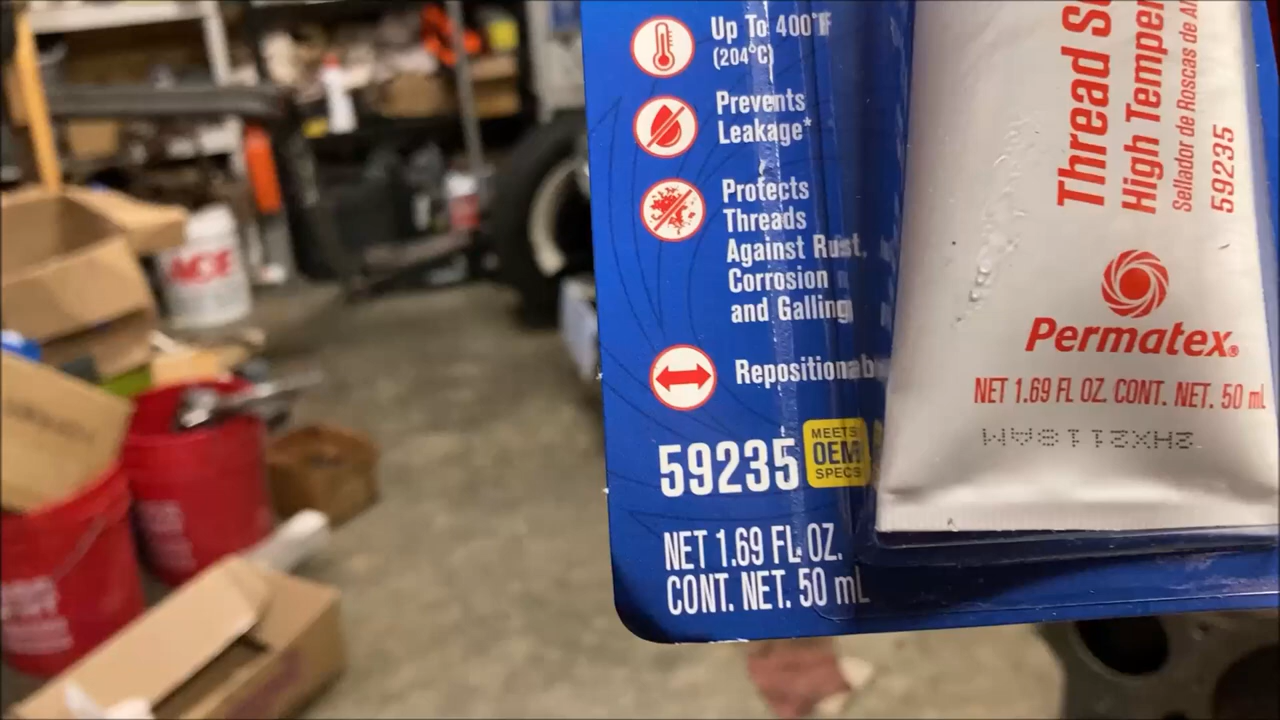 Up To 400°F
(204°C)
Prevents
Leakage*
Protects
Threads
Against Rust,
Corrosion
and Galling
Repositionab
59235
MEETS
OEM
SPECS
NET 1.69 FL. OZ.
CONT. NET. 50 mL
Thread S
High Temper
Sellador de Roscas de Al
59235
Permatex®
NET 1.69 FL OZ. CONT. NET. 50 mL
ACE